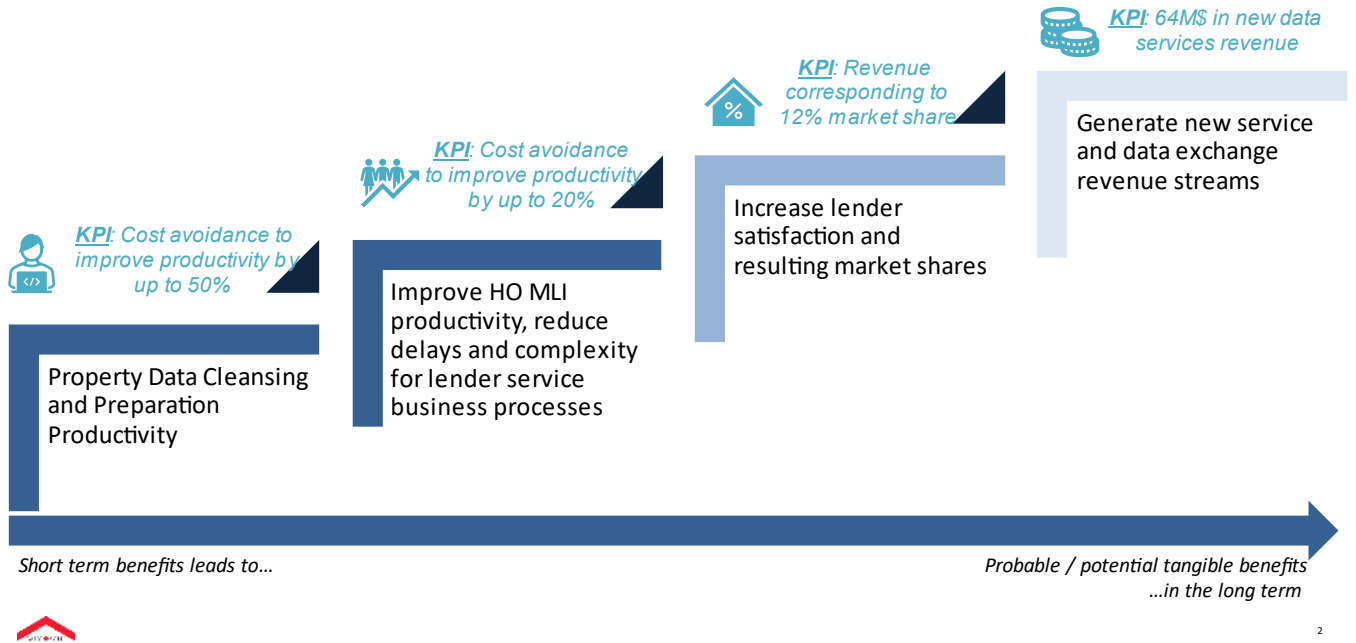 KPI: 64M$ in new data
services revenue
Generate new service
and data exchange
revenue streams
KPI: Revenue
corresponding to
12% market share
%
Increase lender
satisfaction and
resulting market shares
KPI: Cost avoidance
to improve productivity
by up to 20%
Improve HO MLI
productivity, reduce
delays and complexity
for lender service
business processes
KPI: Cost avoidance to
improve productivity by
up to 50%
</>
Property Data Cleansing
and Preparation
Productivity
Short term benefits leads to...
Probable / potential tangible benefits
...in the long term
2